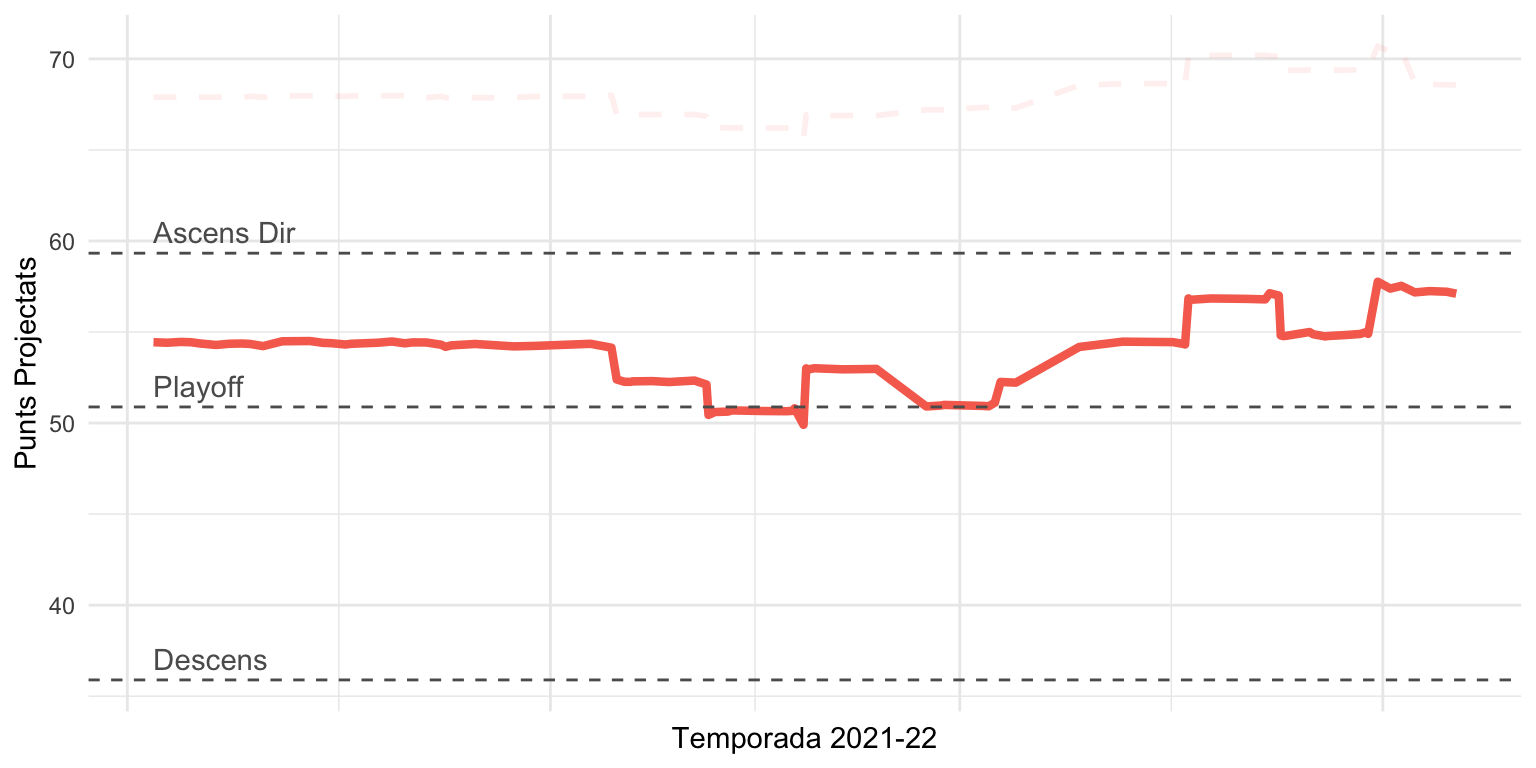 70
60
50
40
Punts Projectats
Ascens Dir
Playoff
Descens
Temporada 2021-22